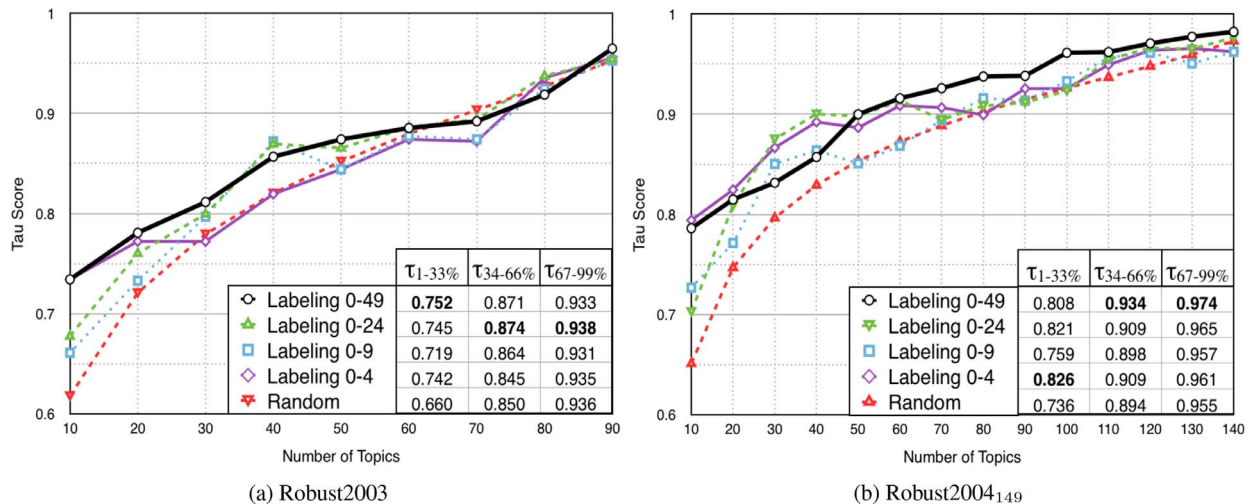 1
0.9
0.8
0.7
0.6
Tau Score
10 20 30 40 50 60 70 80 90
Number of Topics
τ1-33% τ34-66% τ67-99%
Labeling 0-49 0.752 0.871 0.933
Labeling 0-24 0.745 0.874 0.938
Labeling 0-9 0.719 0.864 0.931
Labeling 0-4 0.742 0.845 0.935
Random 0.660 0.850 0.936
(a) Robust2003
1
0.9
0.8
0.7
0.6
Tau Score
10 20 30 40 50 60 70 80 90 100 110 120 130 140
Number of Topics
τ1-33% τ34-66% τ67-99%
Labeling 0-49 0.808 0.934 0.974
Labeling 0-24 0.821 0.909 0.965
Labeling 0-9 0.759 0.898 0.957
Labeling 0-4 0.826 0.909 0.961
Random 0.736 0.894 0.955
(b) Robust2004149